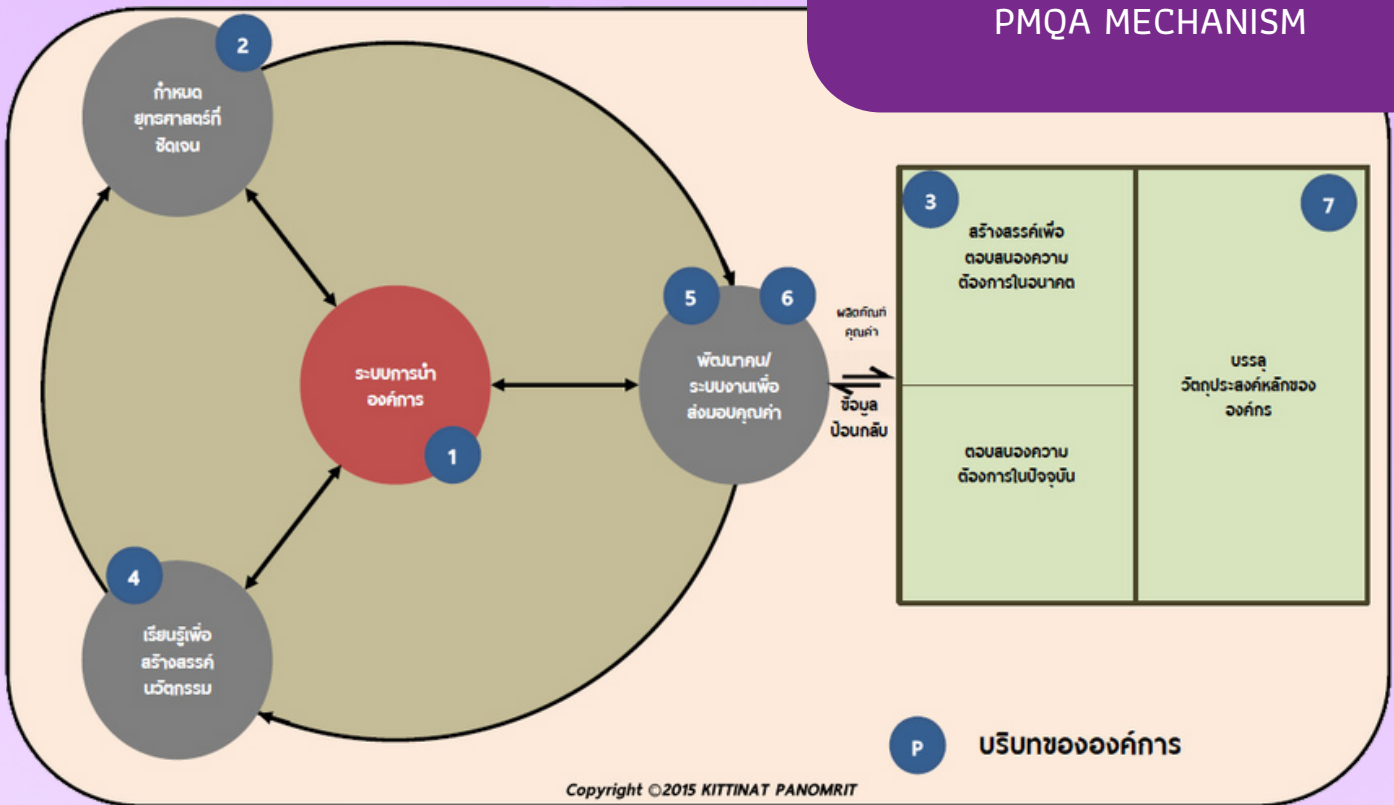 PMQA MECHANISM
2
กำหนด
ยุทธศาสตร์ที่
ชัดเจน
3
7
สร้างสรรค์เพื่อ
ตอบสนองความ
ต้องการในอนาคต
5
6
ผลิตภัณฑ์
คุณค่า
พัฒนาคน/
ระบบงานเพื่อ
ส่งมอบคุณค่า
ระบบการนำ
องค์การ
1
บรรลุ
วัตถุประสงค์หลักของ
องค์กร
ข้อมูล
ป้อนกลับ
ตอบสนองความ
ต้องการในปัจจุบัน
4
เรียนรู้เพื่อ
สร้างสรรค์
นวัตกรรม
P
บริบทขององค์การ
Copyright ©2015 KITTINAT PANOMRIT